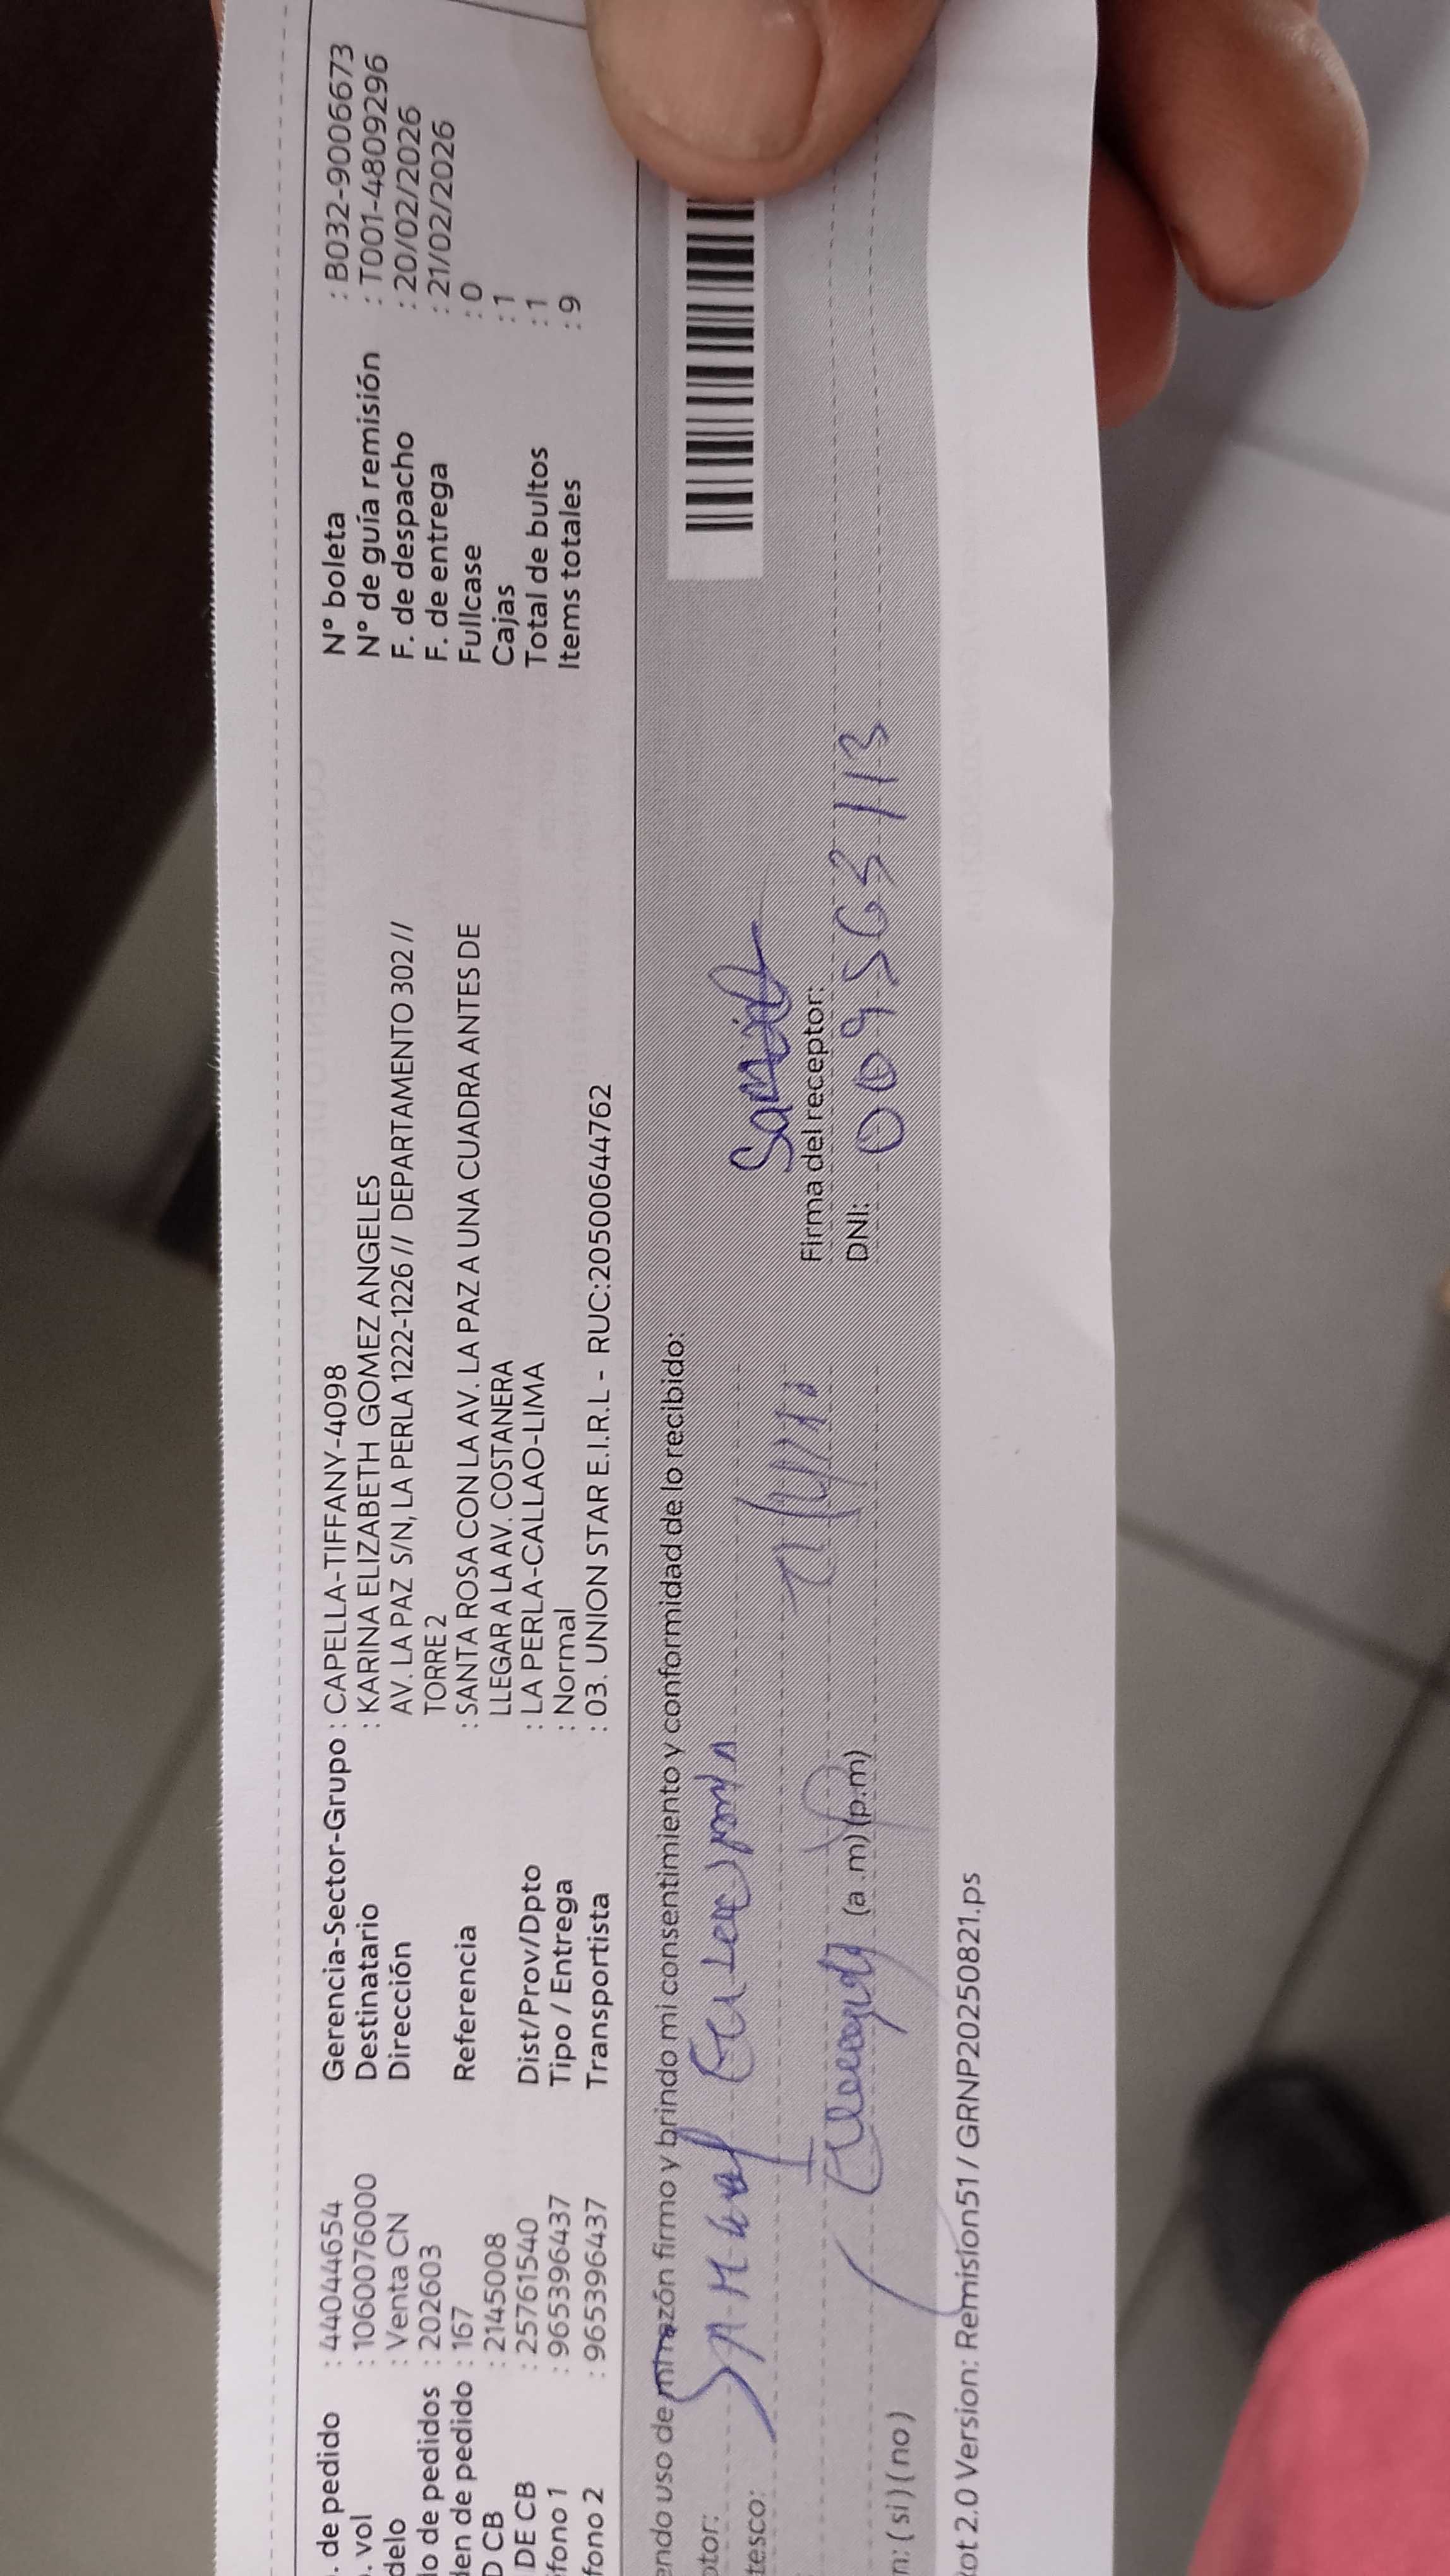 . de pedido : 44044654
. vol : 1060076000
delo : Venta CN
lo de pedidos : 202603
den de pedido : 167
D CB : 2145008
DE CB : 25761540
éfono 1 : 965396437
fono 2 : 965396437
Gerencia-Sector-Grupo : CAPELLA-TIFFANY-4098
Destinatario : KARINA ELIZABETH GOMEZ ANGELES
Dirección AV. LA PAZ S/N, LA PERLA 1222-1226 // DEPARTAMENTO 302 //
TORRE 2
Referencia : SANTA ROSA CON LA AV. LA PAZ A UNA CUADRA ANTES DE
LLEGAR A LA AV. COSTANERA
Dist/Prov/Dpto : LA PERLA-CALLAO-LIMA
Tipo / Entrega : Normal
Transportista : 03. UNION STAR E.I.R.L - RUC:20500644762
N° boleta : B032-9006673
N° de guía remisión : T001-4809296
F. de despacho : 20/02/2026
F. de entrega : 21/02/2026
Fullcase : 0
Cajas : 1
Total de bultos : 1
Items totales : 9
endo uso de mi razón firmo y brindo mi consentimiento y conformidad de lo recibido:
ptor:
tesco:
n: ( si ) ( no )
(a .m) (p.m)
Firma del receptor:
DNI: 009563113
ot 2.0 Version: Remision51 / GRNP20250821.ps